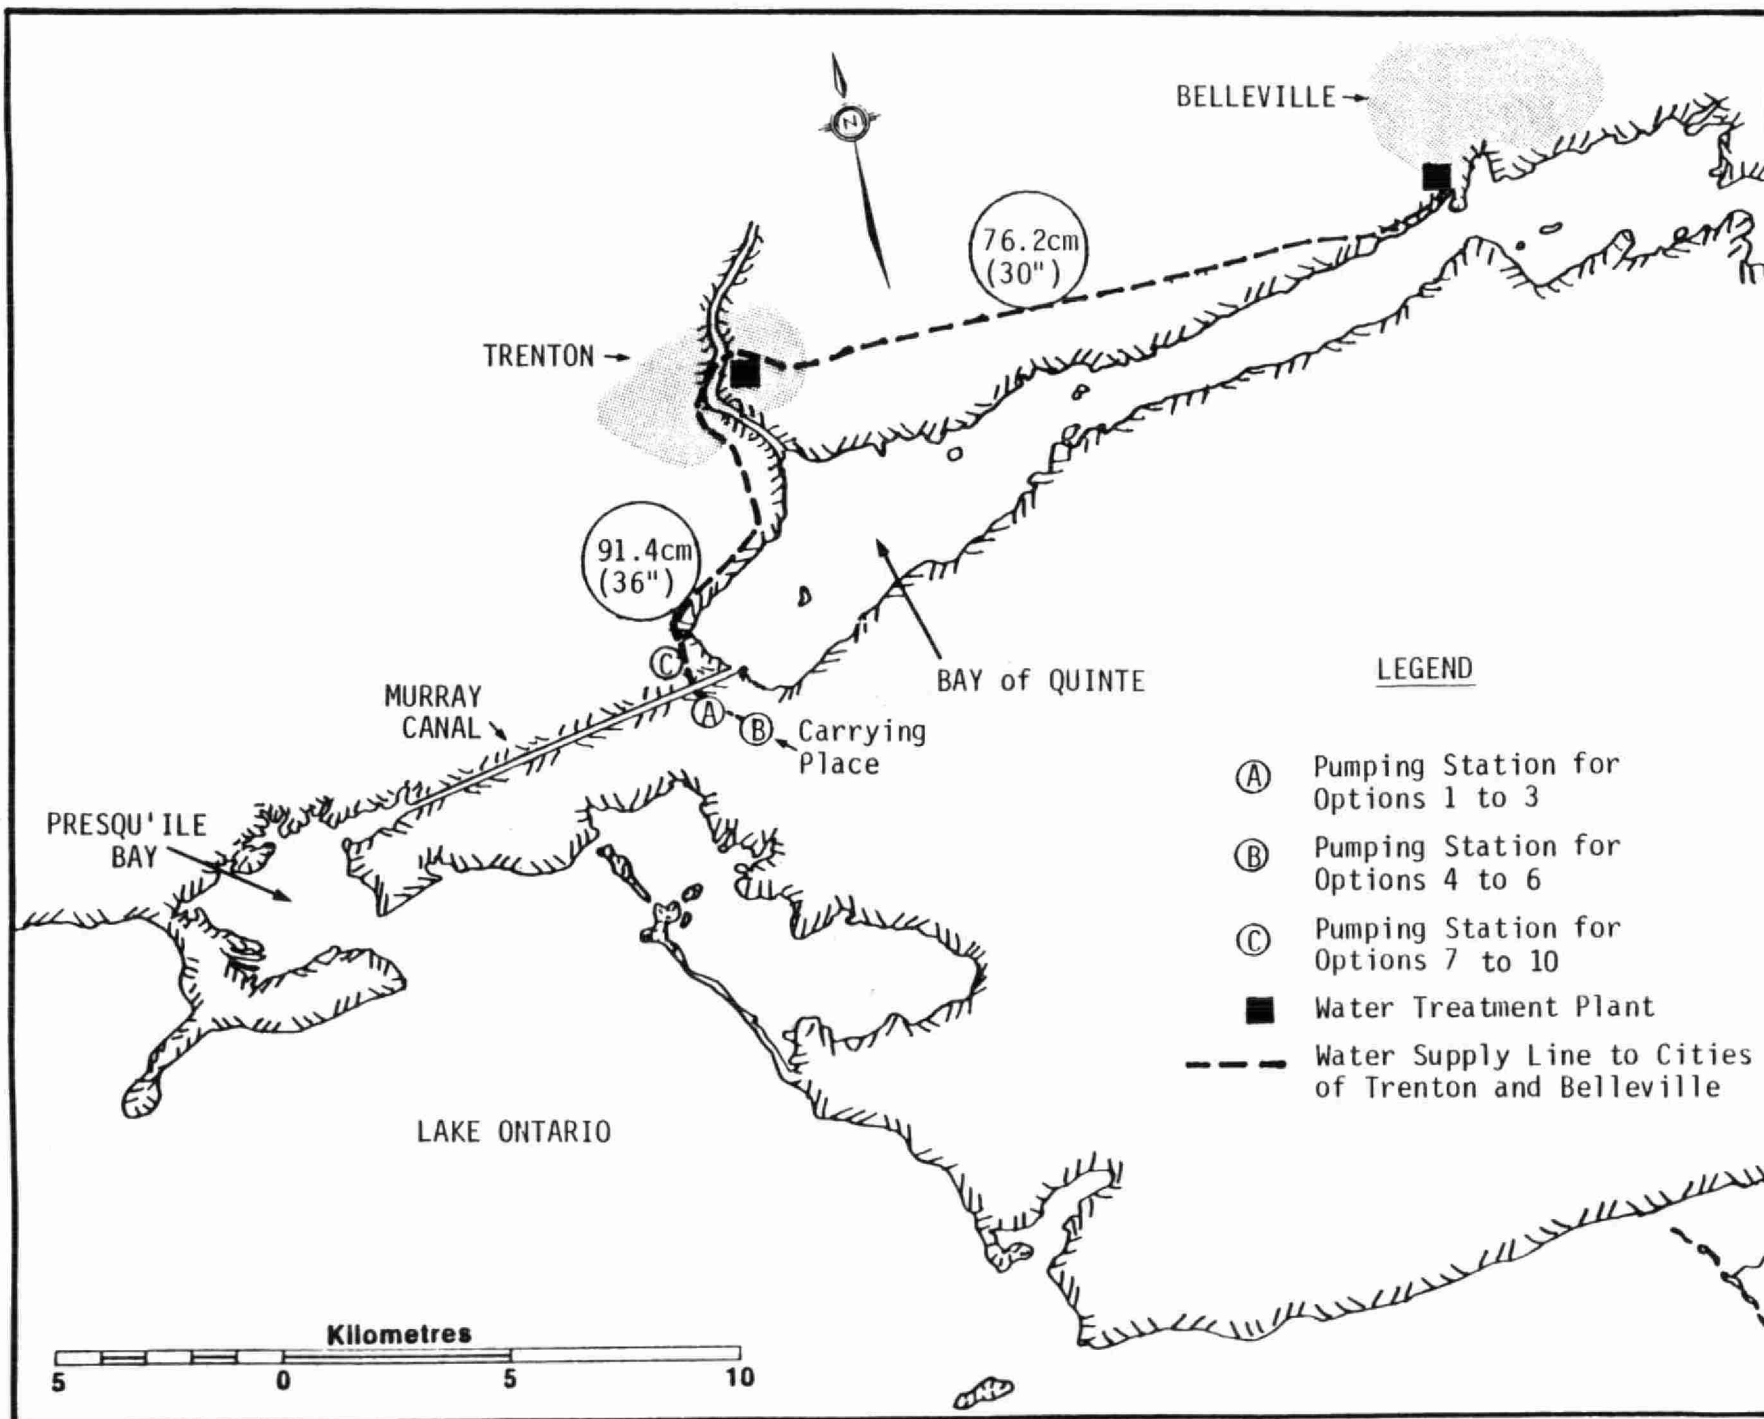 BELLEVILLE
N
76.2cm
(30")
TRENTON
91.4cm
(36")
C
MURRAY
CANAL
A
B
Carrying
Place
BAY of QUINTE
PRESQU'ILE
BAY
LAKE ONTARIO
LEGEND
A Pumping Station for
Options 1 to 3
B Pumping Station for
Options 4 to 6
C Pumping Station for
Options 7 to 10
Water Treatment Plant
Water Supply Line to Cities
of Trenton and Belleville
Kilometres
5 0 5 10